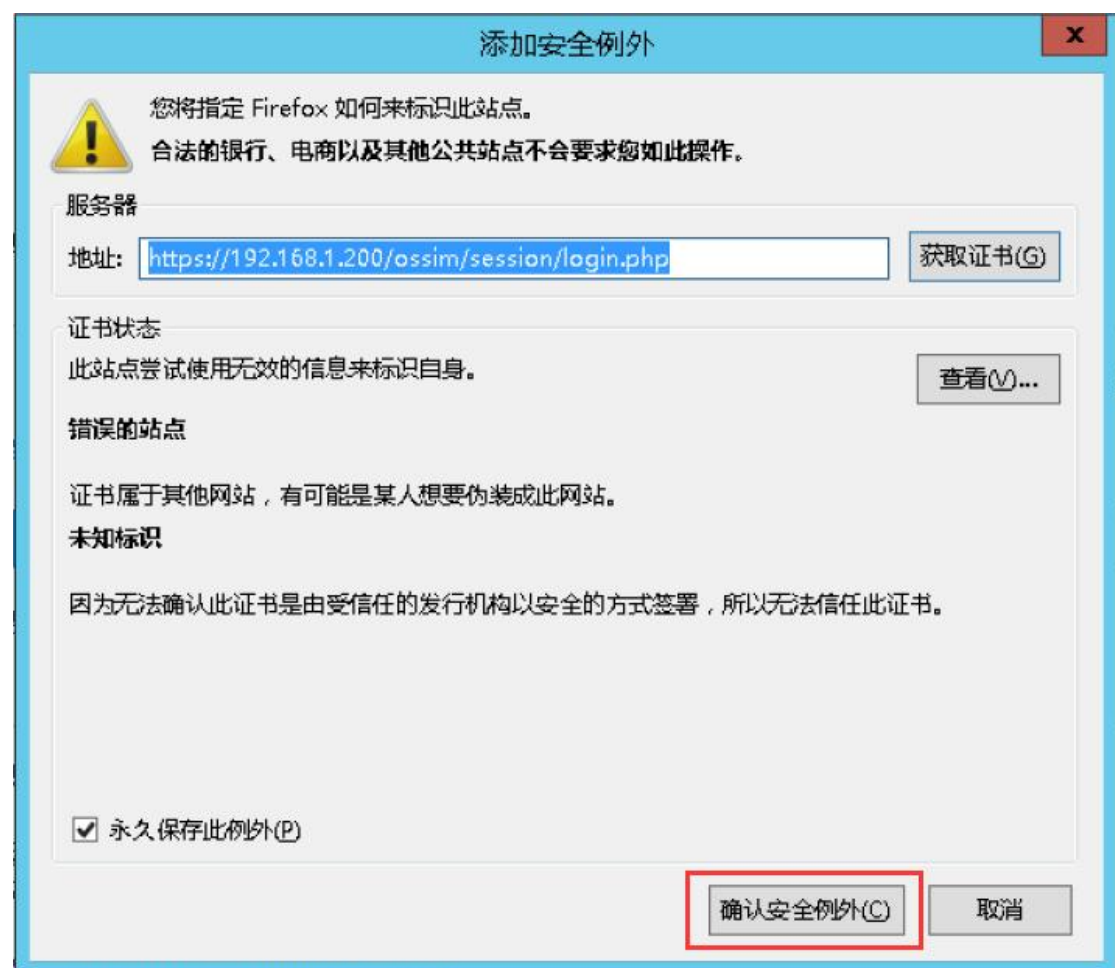 添加安全例外
x
您将指定 Firefox 如何来标识此站点。
合法的银行、电商以及其他公共站点不会要求您如此操作。
服务器
地址: https://192.168.1.200/ossim/session/login.php 获取证书(G)
证书状态
此站点尝试使用无效的信息来标识自身。 查看(V)...
错误的站点
证书属于其他网站，有可能是某人想要伪装成此网站。
未知标识
因为无法确认此证书是由受信任的发行机构以安全的方式签署，所以无法信任此证书。
永久保存此例外(P)
确认安全例外(C) 取消